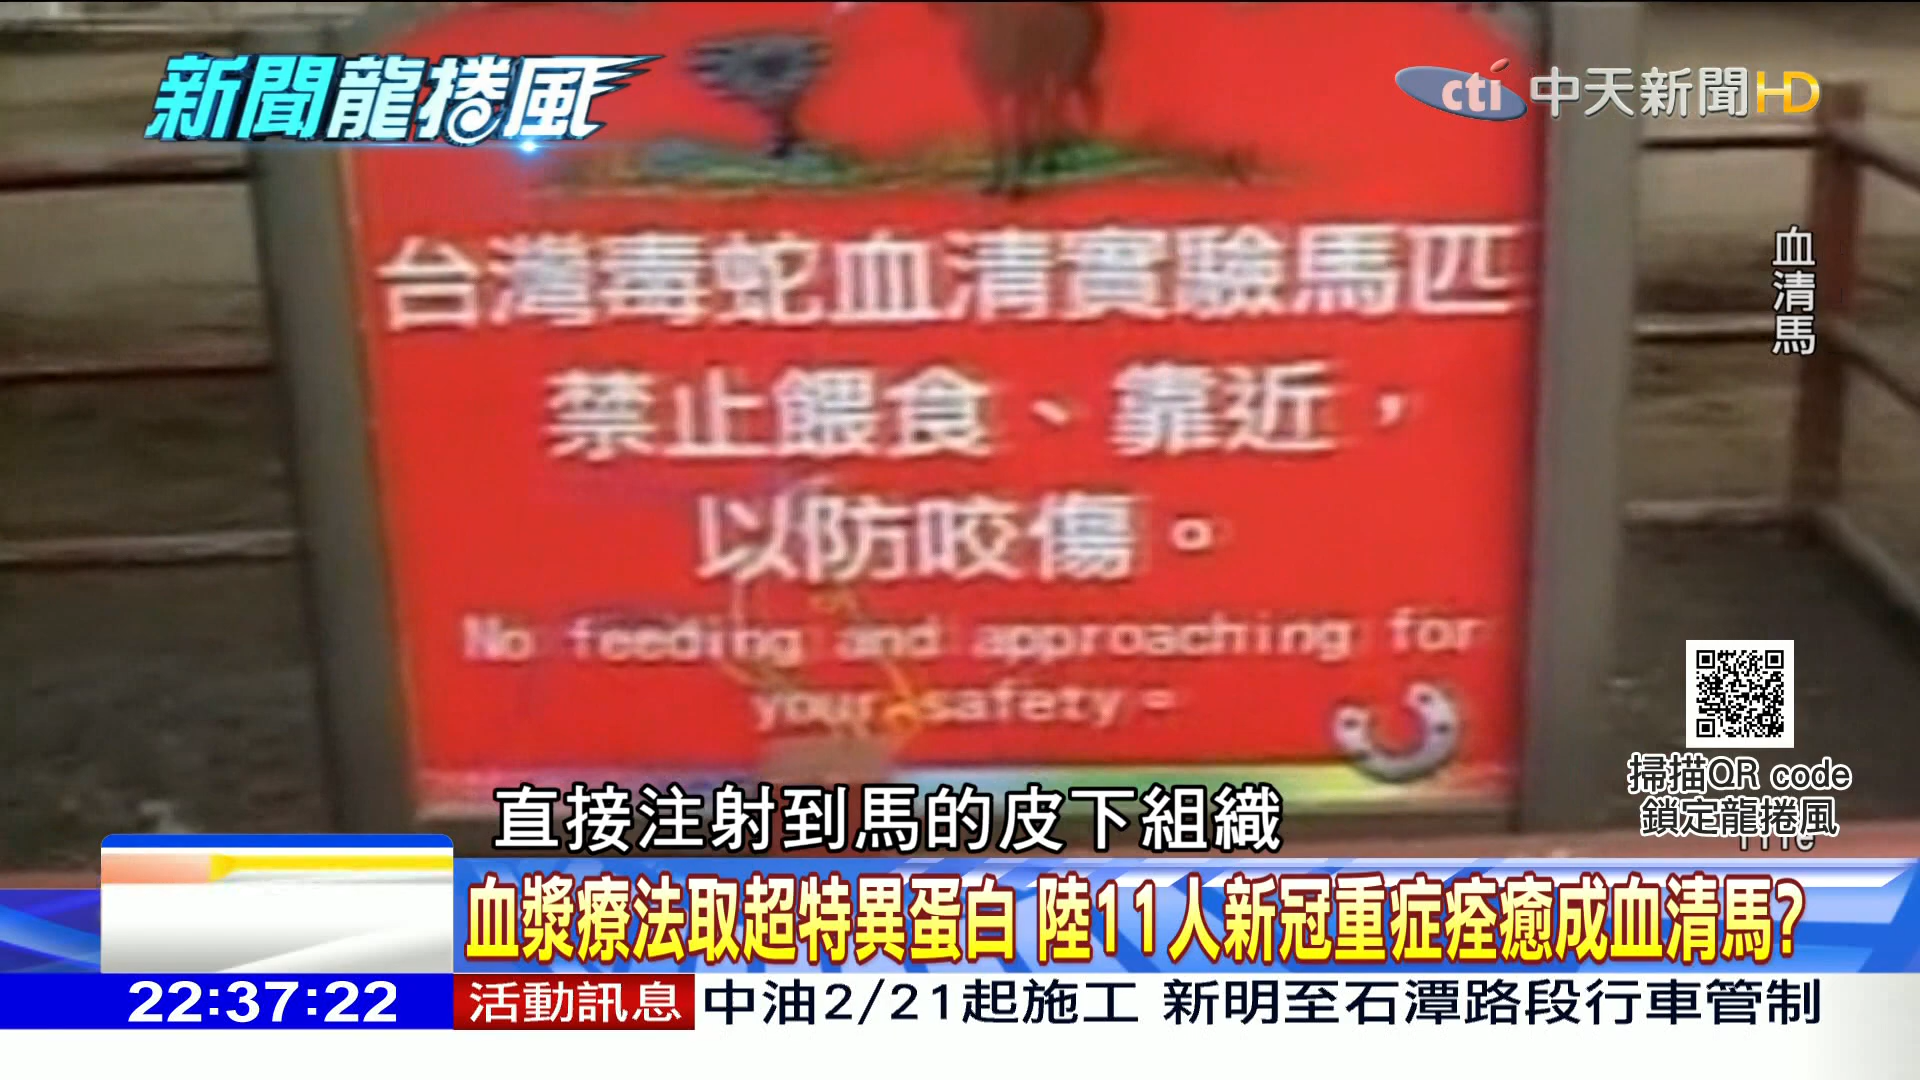 新聞龍捲風
cti 中天新聞HD
血清馬
台灣毒蛇血清實驗馬匹
禁止餵食、靠近，
以防咬傷。
No feeding and approaching for
your safety。
掃描QR code
鎖定龍捲風
直接注射到馬的皮下組織
血漿療法取超特異蛋白 陸11人新冠重症痊癒成血清馬?
22:37:22
活動訊息 中油2/21起施工 新明至石潭路段行車管制